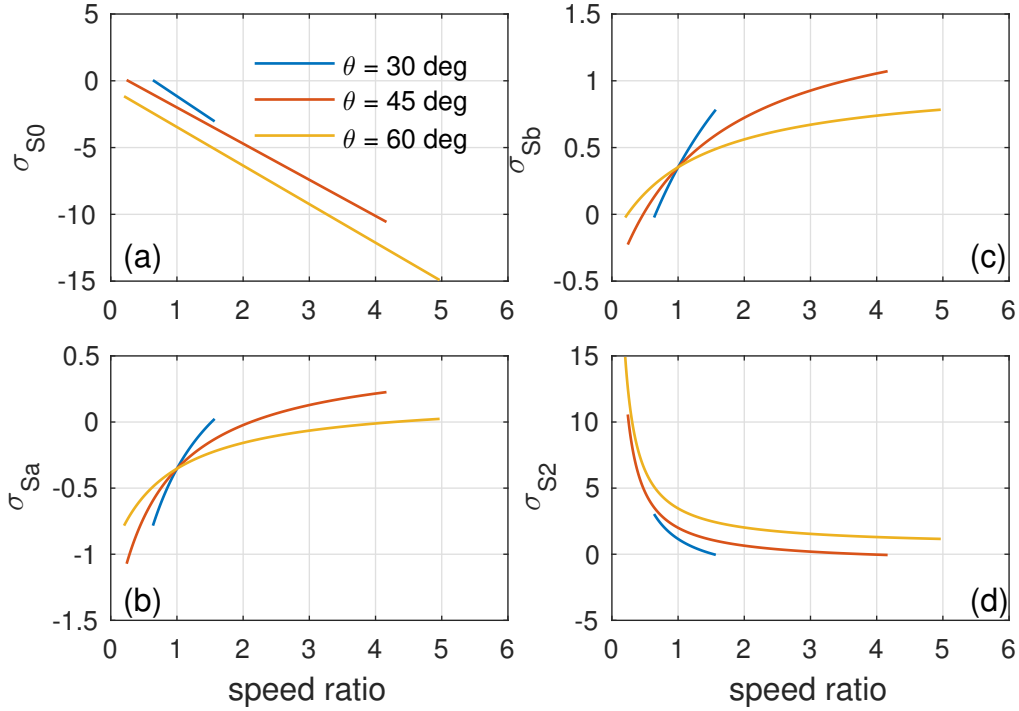 5
0
-5
-10
-15
σS0
θ = 30 deg
θ = 45 deg
θ = 60 deg
(a)
0 1 2 3 4 5 6
1.5
1
0.5
0
-0.5
σSb
(c)
0 1 2 3 4 5 6
0.5
0
-0.5
-1
-1.5
σSa
(b)
0 1 2 3 4 5 6
speed ratio
15
10
5
0
-5
σS2
(d)
0 1 2 3 4 5 6
speed ratio